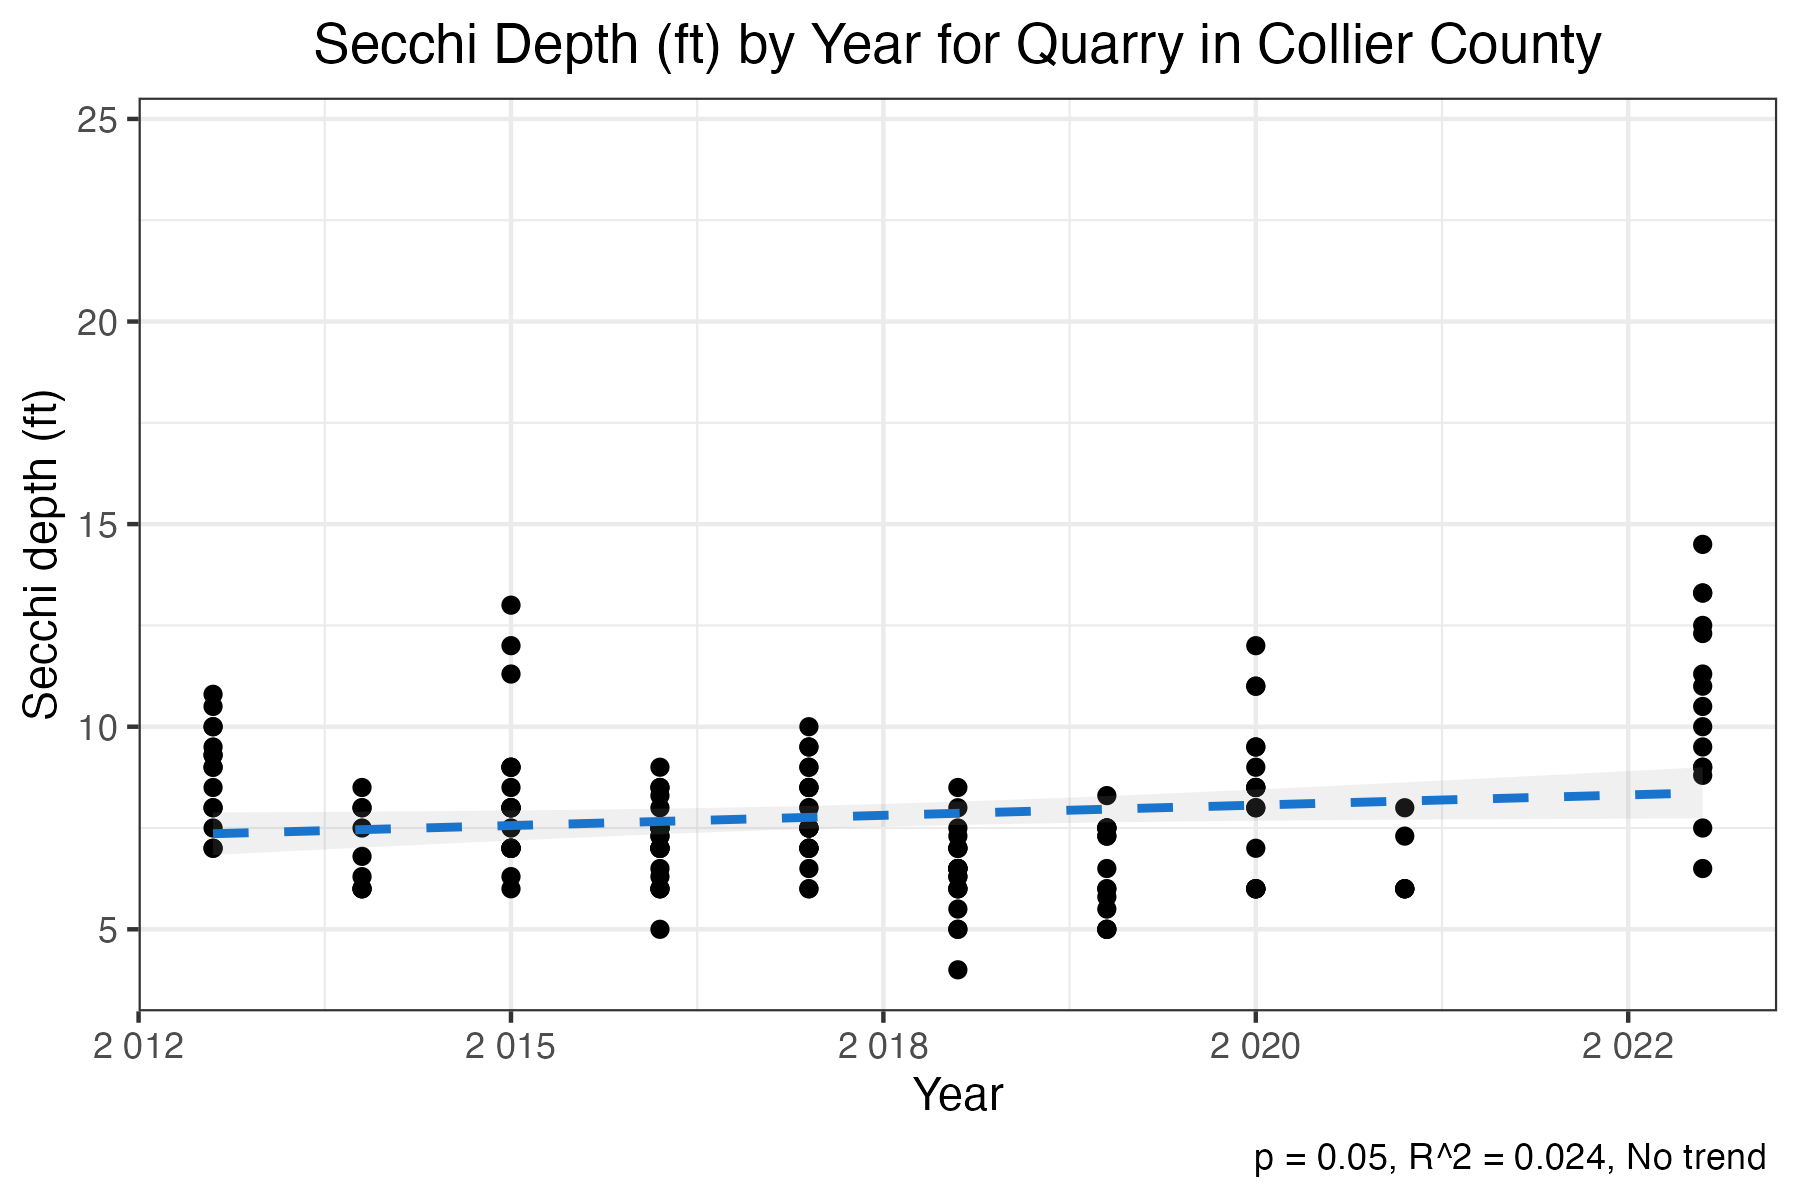 Secchi Depth (ft) by Year for Quarry in Collier County
25
20
15
10
5
Secchi depth (ft)
2 012 2 015 2 018 2 020 2 022
Year
p = 0.05, R^2 = 0.024, No trend